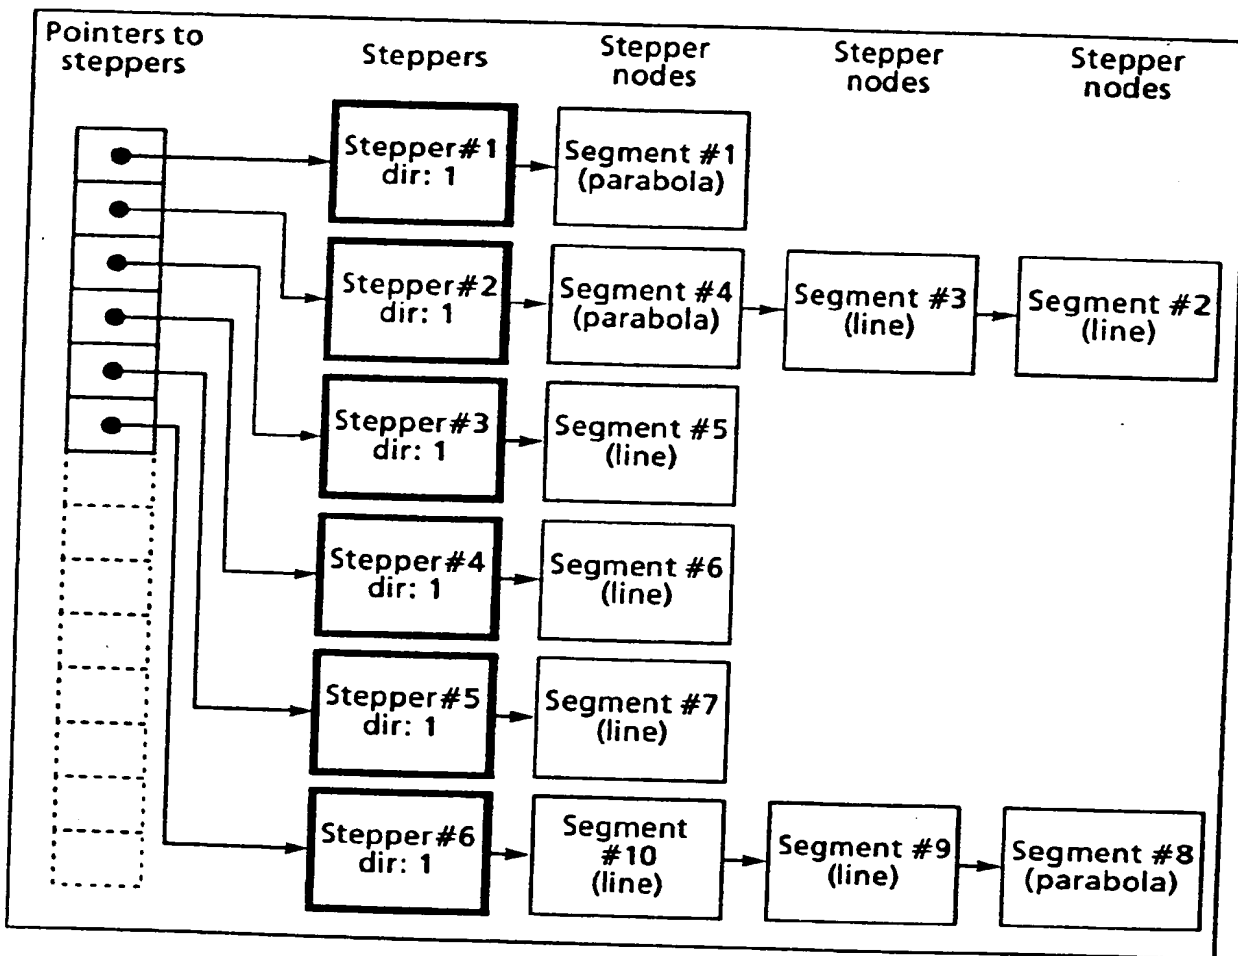 Pointers to
steppers
Steppers
Stepper
nodes
Stepper
nodes
Stepper
nodes
Stepper#1
dir: 1
Segment #1
(parabola)
Stepper#2
dir: 1
Segment #4
(parabola)
Segment #3
(line)
Segment #2
(line)
Stepper#3
dir: 1
Segment #5
(line)
Stepper#4
dir: 1
Segment #6
(line)
Stepper#5
dir: 1
Segment #7
(line)
Stepper#6
dir: 1
Segment
#10
(line)
Segment #9
(line)
Segment #8
(parabola)